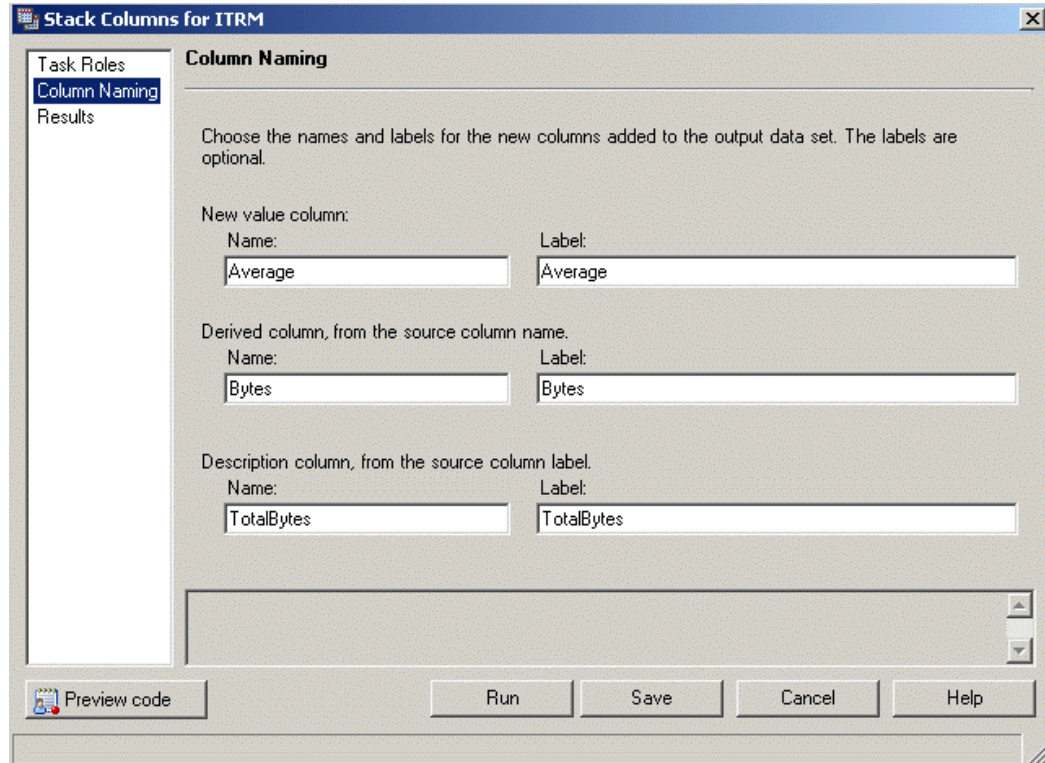 Stack Columns for ITRM
Task Roles
Column Naming
Results
Column Naming
Choose the names and labels for the new columns added to the output data set. The labels are
optional.
New value column:
Name: Label:
Average Average
Derived column, from the source column name.
Name: Label:
Bytes Bytes
Description column, from the source column label.
Name: Label:
TotalBytes TotalBytes
Preview code Run Save Cancel Help